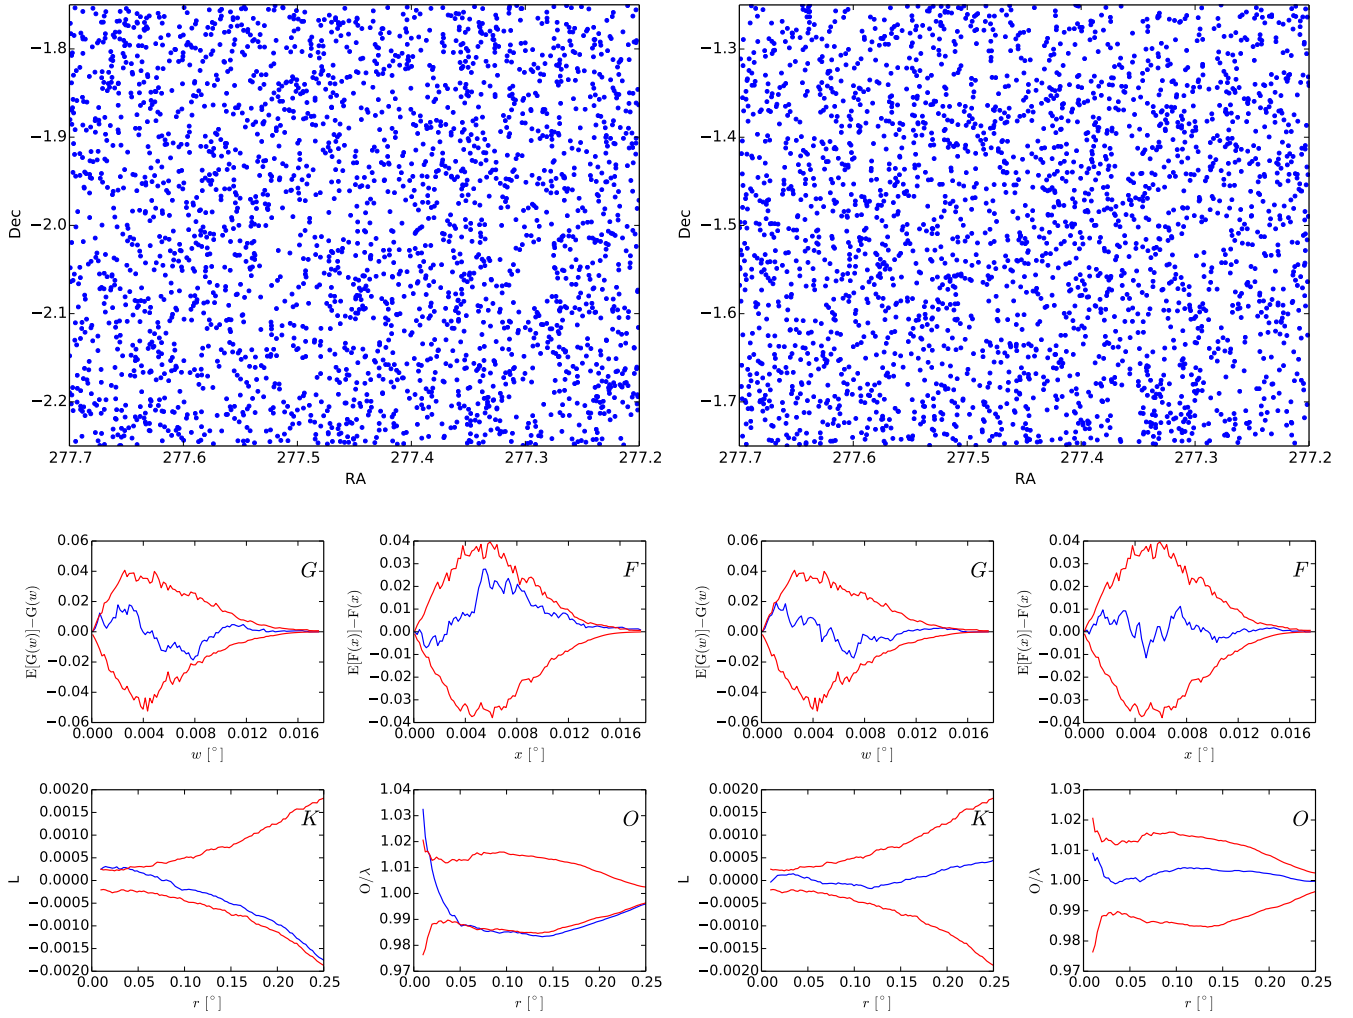 −1.8
−1.9
−2.0
−2.1
−2.2
Dec
277.7 277.6 277.5 277.4 277.3 277.2
RA
−1.3
−1.4
−1.5
−1.6
−1.7
Dec
277.7 277.6 277.5 277.4 277.3 277.2
RA
0.06
0.04
0.02
0.00
−0.02
−0.04
−0.06
E[G(w)]−G(w)
G
0.000 0.004 0.008 0.012 0.016
w [°]
0.04
0.03
0.02
0.01
0.00
−0.01
−0.02
−0.03
−0.04
E[F(x)]−F(x)
F
0.000 0.004 0.008 0.012 0.016
x [°]
0.06
0.04
0.02
0.00
−0.02
−0.04
−0.06
E[G(w)]−G(w)
G
0.000 0.004 0.008 0.012 0.016
w [°]
0.04
0.03
0.02
0.01
0.00
−0.01
−0.02
−0.03
−0.04
E[F(x)]−F(x)
F
0.000 0.004 0.008 0.012 0.016
x [°]
0.0020
0.0015
0.0010
0.0005
0.0000
−0.0005
−0.0010
−0.0015
−0.0020
L
K
0.00 0.05 0.10 0.15 0.20 0.25
r [°]
1.04
1.03
1.02
1.01
1.00
0.99
0.98
0.97
O/λ
O
0.00 0.05 0.10 0.15 0.20 0.25
r [°]
0.0020
0.0015
0.0010
0.0005
0.0000
−0.0005
−0.0010
−0.0015
−0.0020
L
K
0.00 0.05 0.10 0.15 0.20 0.25
r [°]
1.03
1.02
1.01
1.00
0.99
0.98
0.97
O/λ
O
0.00 0.05 0.10 0.15 0.20 0.25
r [°]